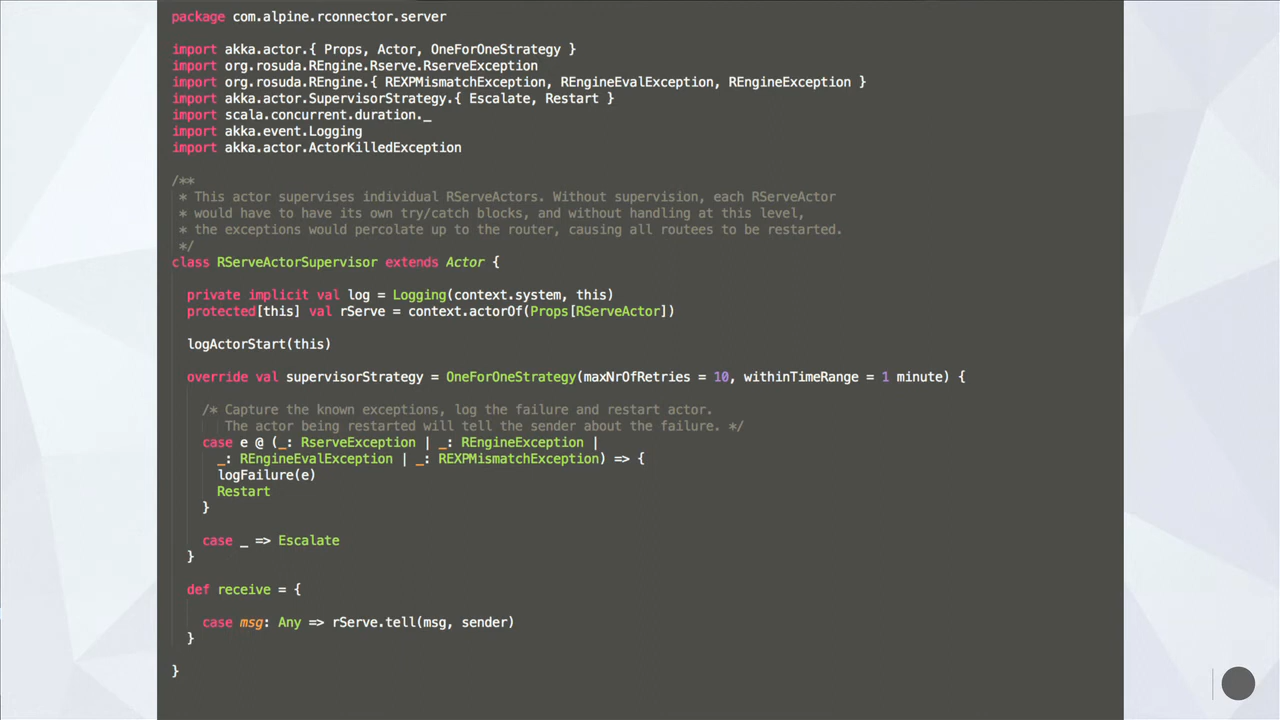 package com.alpine.rconnector.server
import akka.actor.{ Props, Actor, OneForOneStrategy }
import org.rosuda.REngine.Rserve.RserveException
import org.rosuda.REngine.{ REXPMismatchException, REngineEvalException, REngineException }
import akka.actor.SupervisorStrategy.{ Escalate, Restart }
import scala.concurrent.duration._
import akka.event.Logging
import akka.actor.ActorKilledException
/**
 * This actor supervises individual RServeActors. Without supervision, each RServeActor
 * would have to have its own try/catch blocks, and without handling at this level,
 * the exceptions would percolate up to the router, causing all routees to be restarted.
 */
class RServeActorSupervisor extends Actor {
  private implicit val log = Logging(context.system, this)
  protected[this] val rServe = context.actorOf(Props[RServeActor])
  logActorStart(this)
  override val supervisorStrategy = OneForOneStrategy(maxNrOfRetries = 10, withinTimeRange = 1 minute) {
    /* Capture the known exceptions, log the failure and restart actor.
       The actor being restarted will tell the sender about the failure. */
    case e @ (_: RserveException | _: REngineException |
      _: REngineEvalException | _: REXPMismatchException) => {
      logFailure(e)
      Restart
    }
    case _ => Escalate
  }
  def receive = {
    case msg: Any => rServe.tell(msg, sender)
  }
}